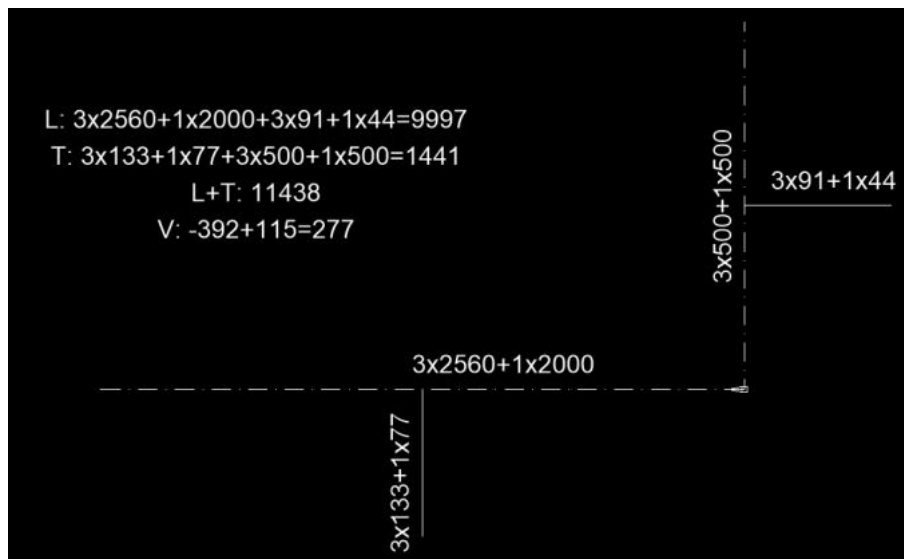 L: 3x2560+1x2000+3x91+1x44=9997
T: 3x133+1x77+3x500+1x500=1441
L+T: 11438
V: -392+115=277
3x500+1x500
3x91+1x44
3x2560+1x2000
3x133+1x77